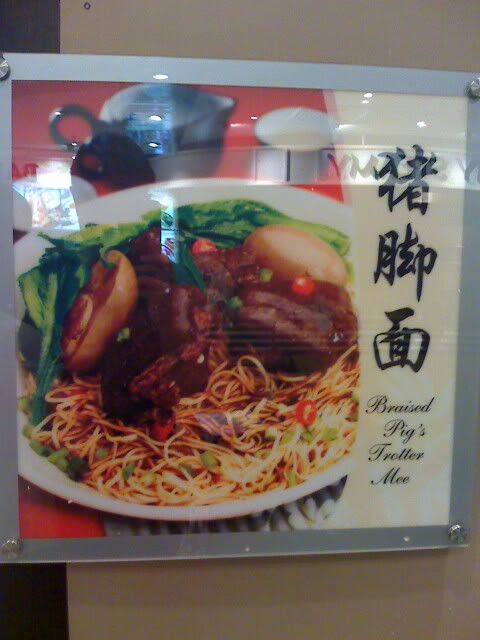 猪脚面
Braised
Pig's
Trotter
Mee